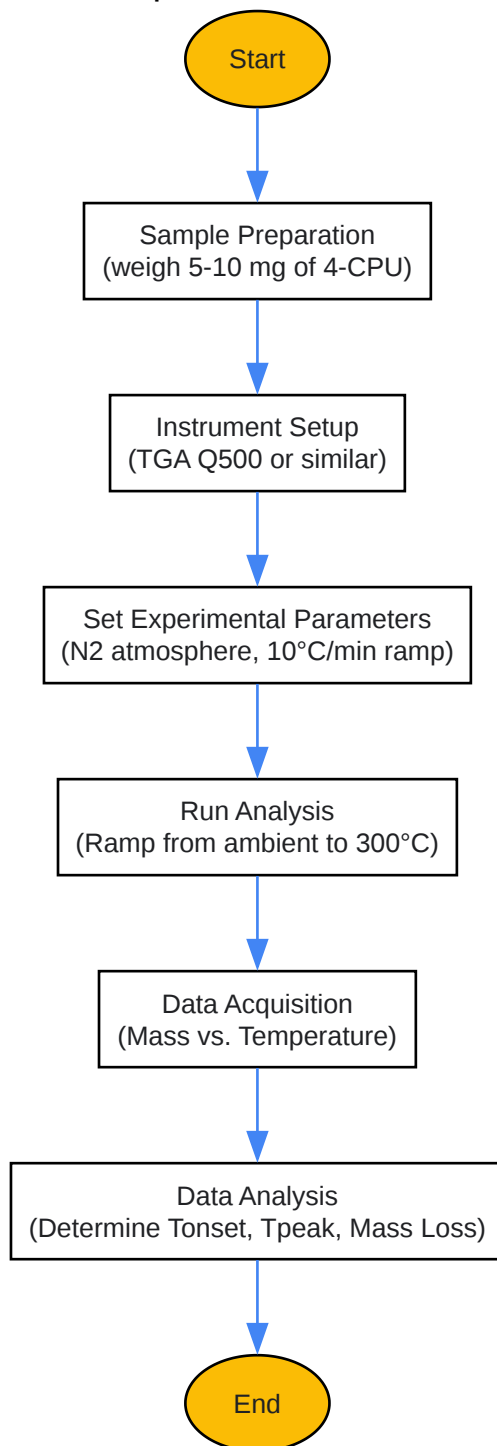 Start
Sample Preparation
(weigh 5-10 mg of 4-CPU)
Instrument Setup
(TGA Q500 or similar)
Set Experimental Parameters
(N2 atmosphere, 10°C/min ramp)
Run Analysis
(Ramp from ambient to 300°C)
Data Acquisition
(Mass vs. Temperature)
Data Analysis
(Determine Tonset, Tpeak, Mass Loss)
End